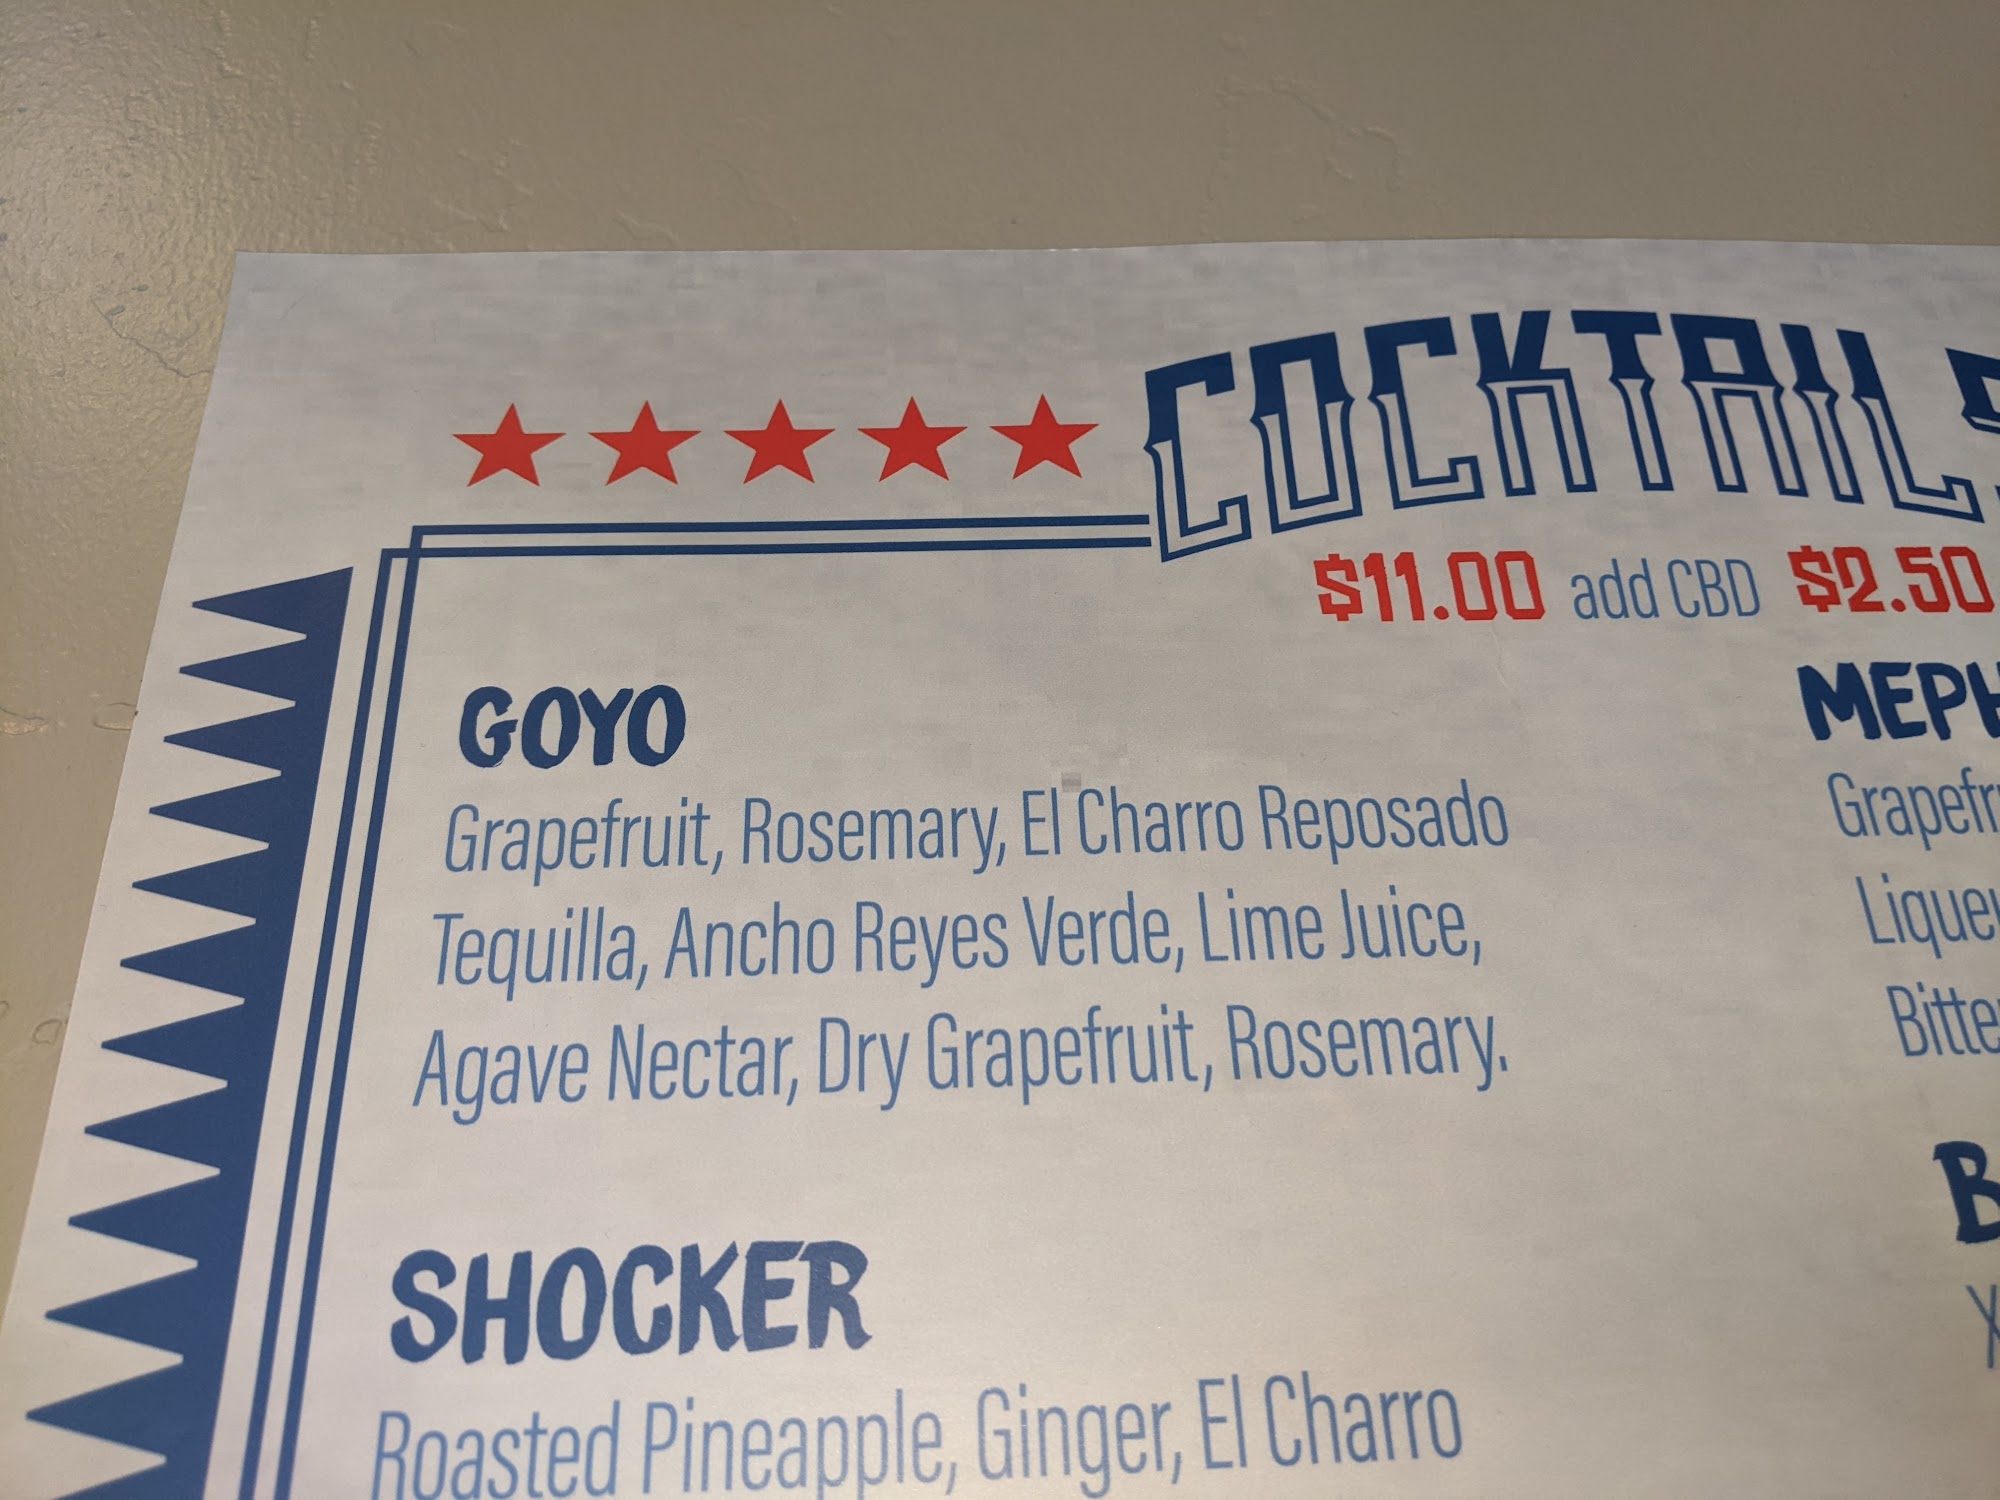 COCKTAILS
$11.00 add CBD $2.50
GOYO
Grapefruit, Rosemary, El Charro Reposado
Tequilla, Ancho Reyes Verde, Lime Juice,
Agave Nectar, Dry Grapefruit, Rosemary.
SHOCKER
Roasted Pineapple, Ginger, El Charro